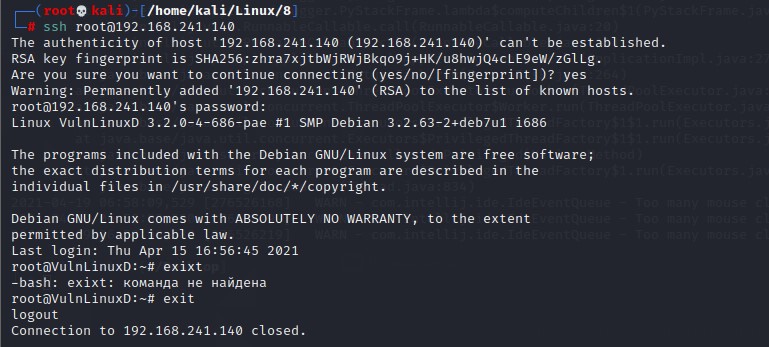 (root💀kali)-[/home/kali/Linux/8]
# ssh root@192.168.241.140
The authenticity of host '192.168.241.140 (192.168.241.140)' can't be established.
RSA key fingerprint is SHA256:zhra7xjtbWjRWjBkqo9j+HK/u8hwjQ4cLE9eW/zGlLg.
Are you sure you want to continue connecting (yes/no/[fingerprint])? yes
Warning: Permanently added '192.168.241.140' (RSA) to the list of known hosts.
root@192.168.241.140's password:
Linux VulnLinuxD 3.2.0-4-686-pae #1 SMP Debian 3.2.63-2+deb7u1 i686
The programs included with the Debian GNU/Linux system are free software;
the exact distribution terms for each program are described in the
individual files in /usr/share/doc/*/copyright.
Debian GNU/Linux comes with ABSOLUTELY NO WARRANTY, to the extent
permitted by applicable law.
Last login: Thu Apr 15 16:56:45 2021
root@VulnLinuxD:~# exixt
-bash: exixt: команда не найдена
root@VulnLinuxD:~# exit
logout
Connection to 192.168.241.140 closed.